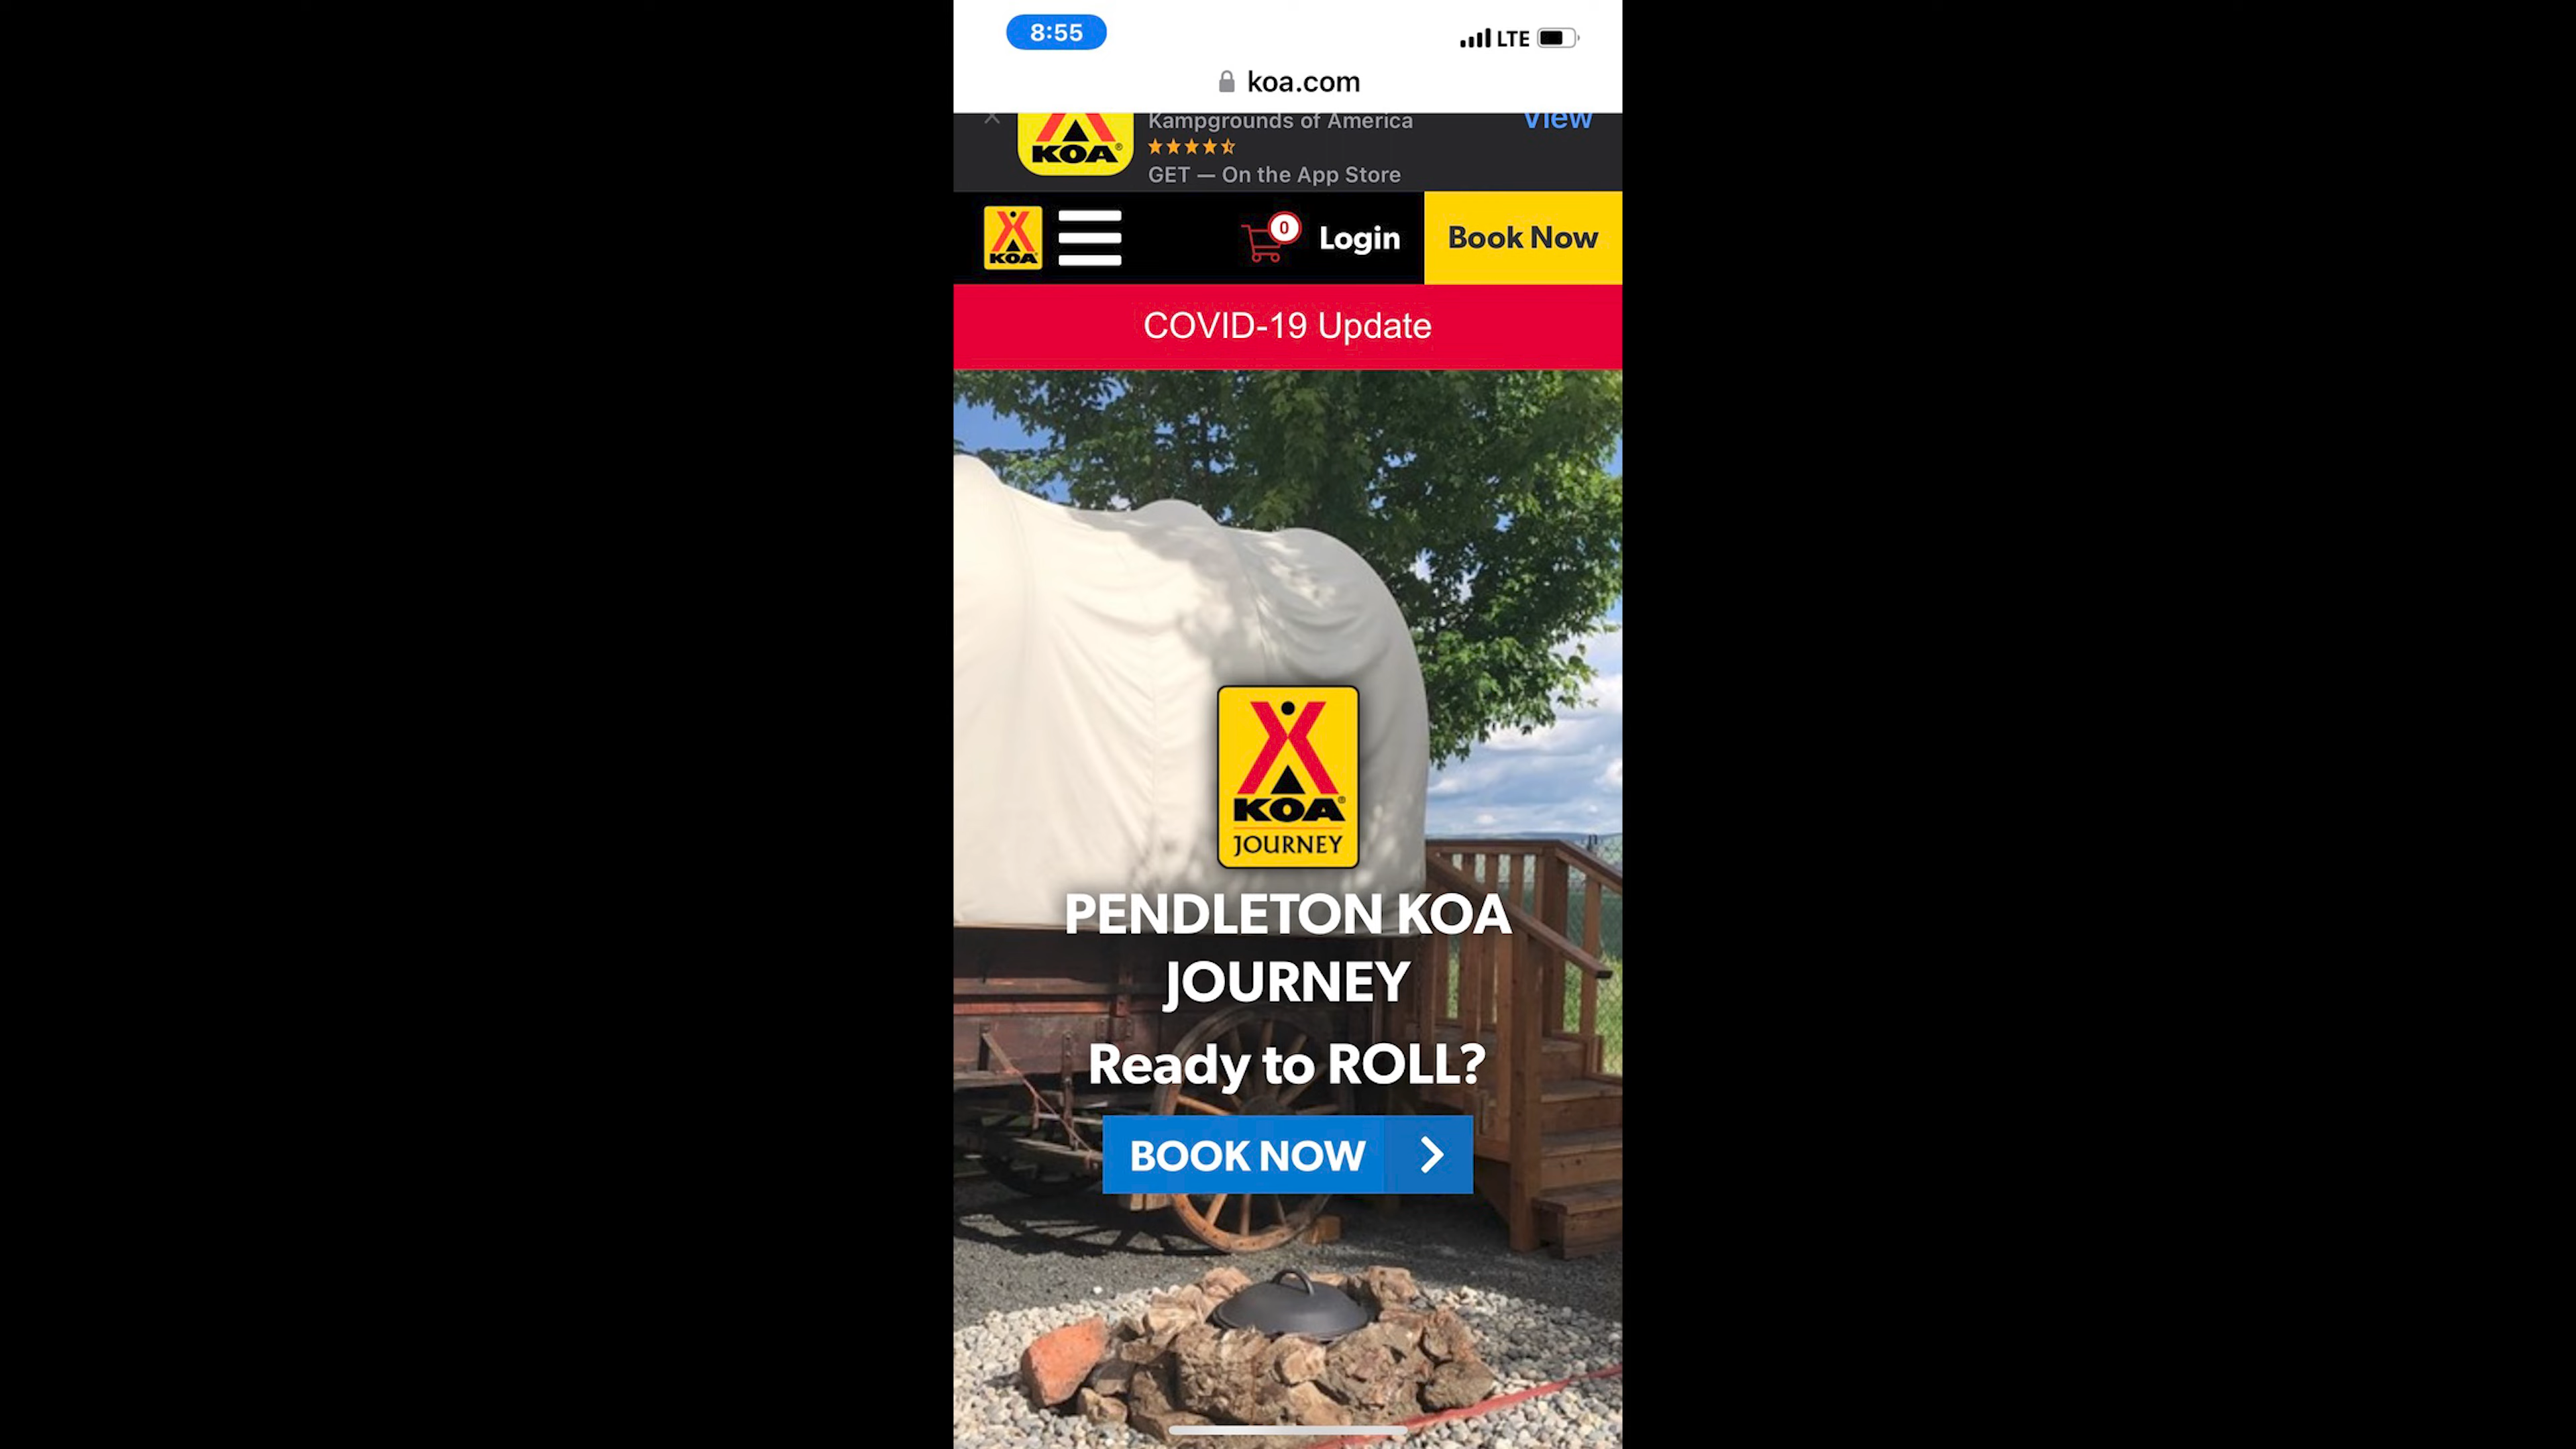 8:55
LTE
koa.com
Kampgrounds of America
View
KOA®
GET — On the App Store
KOA
0
Login
Book Now
COVID-19 Update
KOA®
JOURNEY
PENDLETON KOA
JOURNEY
Ready to ROLL?
BOOK NOW